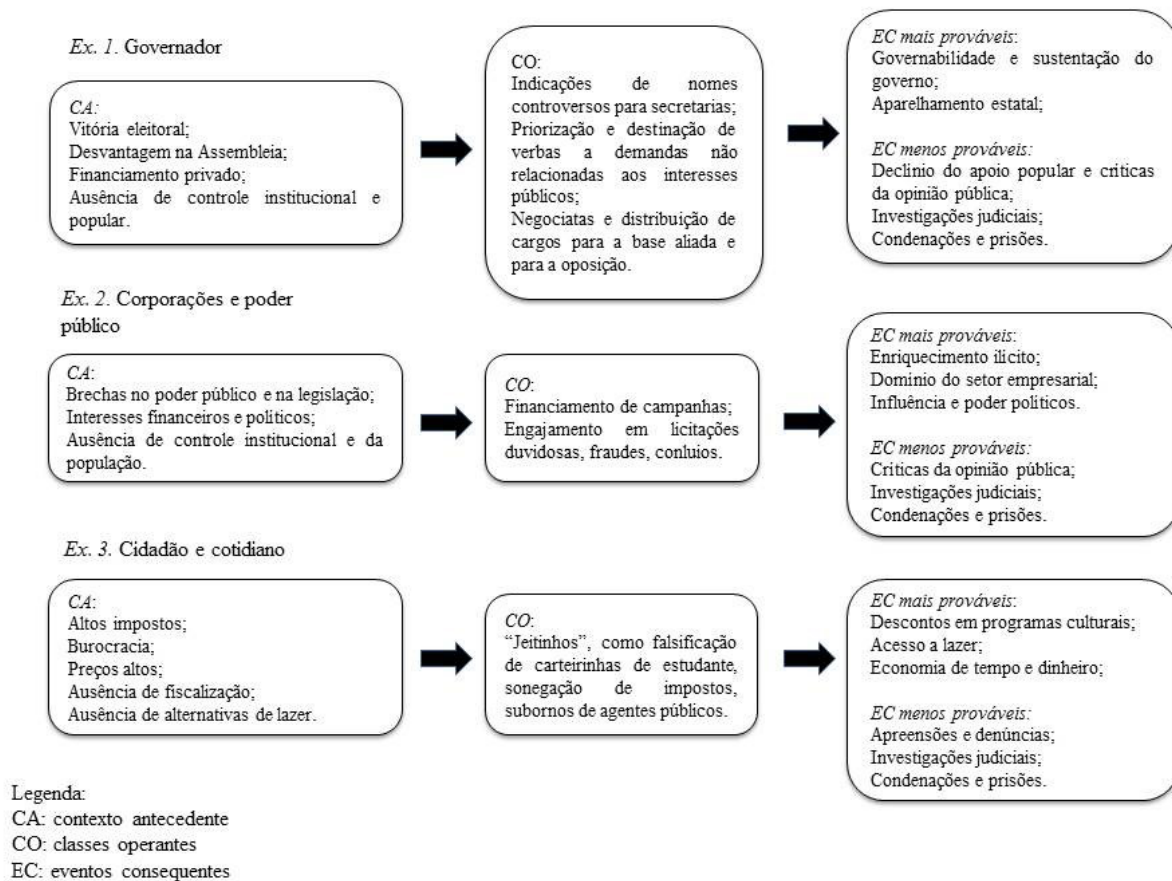 Ex. 1. Governador
CA:
Vitória eleitoral;
Desvantagem na Assembleia;
Financiamento privado;
Ausência de controle institucional e
popular.
CO:
Indicações de nomes
controversos para secretarias;
Priorização e destinação de
verbas a demandas não
relacionadas aos interesses
públicos;
Negociatas e distribuição de
cargos para a base aliada e
para a oposição.
EC mais prováveis:
Governabilidade e sustentação do
governo;
Aparelhamento estatal;
EC menos prováveis:
Declínio do apoio popular e críticas
da opinião pública;
Investigações judiciais;
Condenações e prisões.
Ex. 2. Corporações e poder
público
CA:
Brechas no poder público e na legislação;
Interesses financeiros e políticos;
Ausência de controle institucional e da
população.
CO:
Financiamento de campanhas;
Engajamento em licitações
duvidosas, fraudes, conluios.
EC mais prováveis:
Enriquecimento ilícito;
Domínio do setor empresarial;
Influência e poder políticos.
EC menos prováveis:
Críticas da opinião pública;
Investigações judiciais;
Condenações e prisões.
Ex. 3. Cidadão e cotidiano
CA:
Altos impostos;
Burocracia;
Preços altos;
Ausência de fiscalização;
Ausência de alternativas de lazer.
CO:
“Jeitinhos”, como falsificação
de carteirinhas de estudante,
sonegação de impostos,
subornos de agentes públicos.
EC mais prováveis:
Descontos em programas culturais;
Acesso a lazer;
Economia de tempo e dinheiro;
EC menos prováveis:
Apreensões e denúncias;
Investigações judiciais;
Condenações e prisões.
Legenda:
CA: contexto antecedente
CO: classes operantes
EC: eventos consequentes